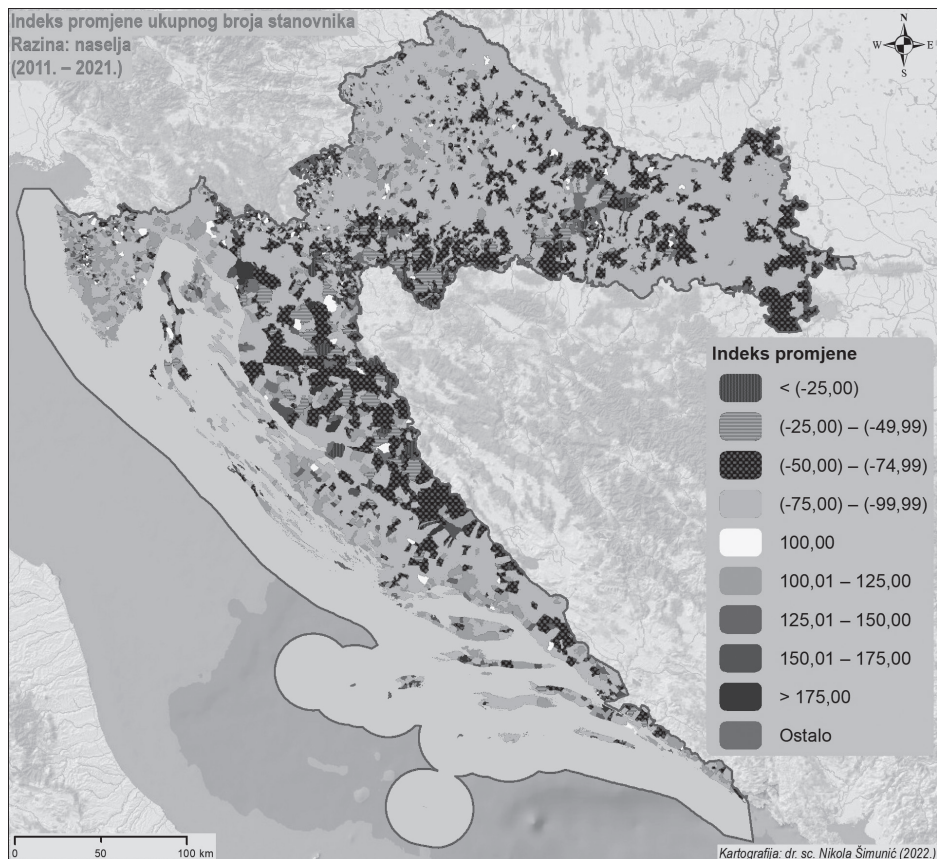 Indeks promjene ukupnog broja stanovnika
Razina: naselja
(2011. – 2021.)
N
W E
S
Indeks promjene
< (-25,00)
(-25,00) – (-49,99)
(-50,00) – (-74,99)
(-75,00) – (-99,99)
100,00
100,01 – 125,00
125,01 – 150,00
150,01 – 175,00
> 175,00
Ostalo
0 50 100 km
Kartografija: dr. sc. Nikola Šimunić (2022.)